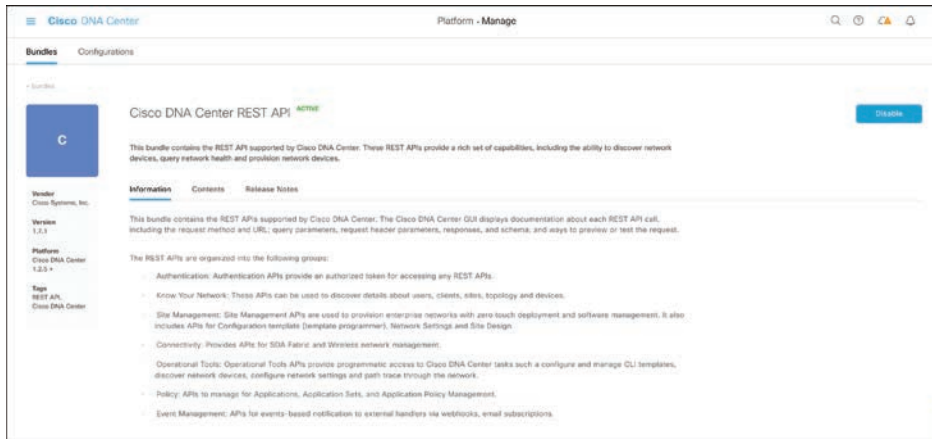 Cisco DNA Center
Platform - Manage
Bundles Configurations
Cisco DNA Center REST API ACTIVE
Disable
C
This bundle contains the REST API supported by Cisco DNA Center. These REST APIs provide a rich set of capabilities, including the ability to discover network
devices, query network health and provision network devices.
Vendor
Cisco Systems, Inc.
Version
Platform
Cisco DNA Center
1.2.5 +
Tags
REST API,
Cisco DNA Center
Information Contents Release Notes
This bundle contains the REST APIs supported by Cisco DNA Center. The Cisco DNA Center GUI displays documentation about each REST API call,
including the request method and URL, query parameters, request header parameters, responses, and schema, and ways to preview or test the request.
The REST APIs are organized into the following groups:
Authentication: Authentication APIs provide an authorized token for accessing any REST APIs.
Know Your Network: These APIs can be used to discover details about users, clients, sites, topology and devices.
Site Management: Site Management APIs are used to provision enterprise networks with zero touch deployment and software management. It also
includes APIs for Configuration template (template programmer), Network Settings and Site Design.
Connectivity: Provides APIs for SDA Fabric and Wireless network management.
Operational Tools: Operational Tools APIs provide programmatic access to Cisco DNA Center tasks such a configure and manage CLI templates,
discover network devices, configure network settings and path trace through the network.
Policy: APIs to manage for Applications, Application Sets, and Application Policy Management.
Event Management: APIs for events-based notification to external handlers via webhooks, email subscriptions.